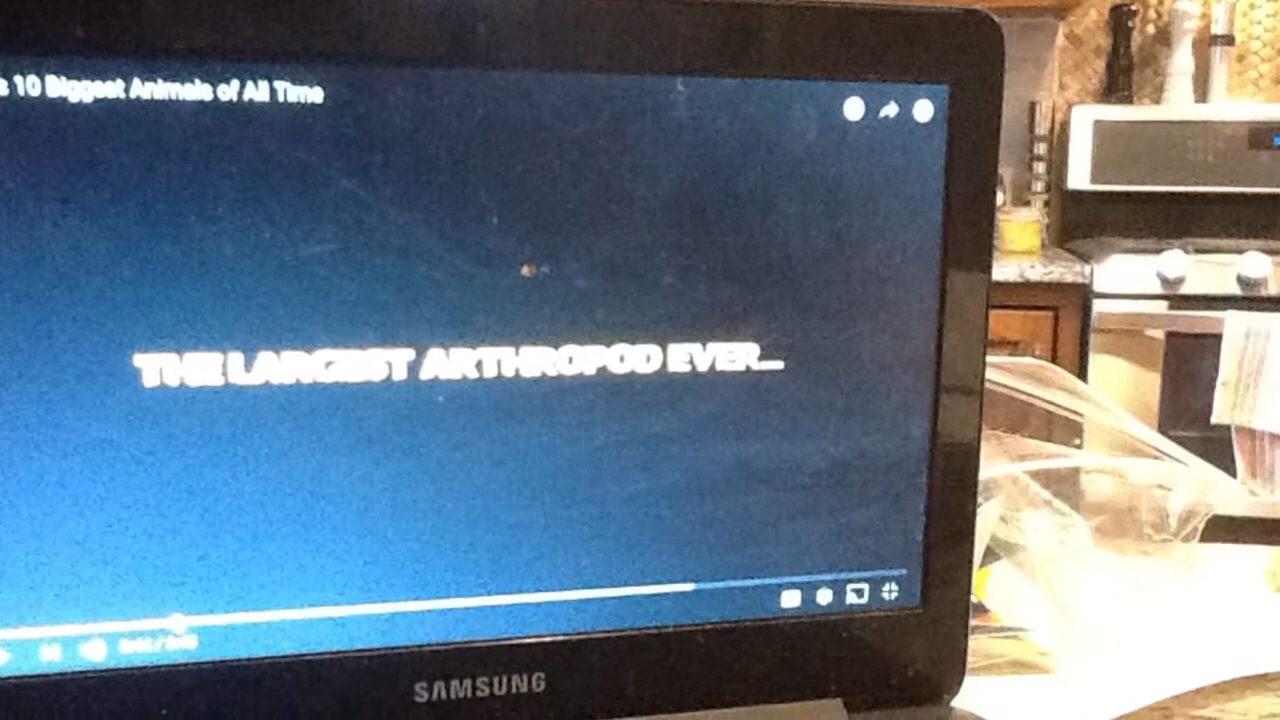 10 Biggest Animals of All Time
THE LARGEST ARTHROPOD EVER...
SAMSUNG